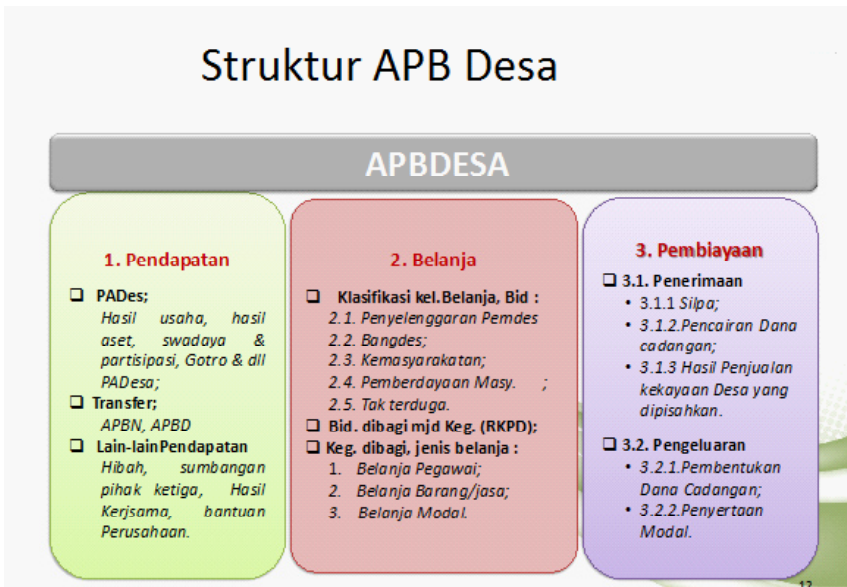 Struktur APB Desa
APBDESA
1. Pendapatan
❑ PADes;
Hasil usaha, hasil
aset, swadaya &
partisipasi, Gotro & dll
PADesa;
❑ Transfer;
APBN, APBD
❑ Lain-lainPendapatan
Hibah, sumbangan
pihak ketiga, Hasil
Kerjsama, bantuan
Perusahaan.
2. Belanja
❑ Klasifikasi kel.Belanja, Bid :
2.1. Penyelenggaran Pemdes
2.2. Bangdes;
2.3. Kemasyarakatan;
2.4. Pemberdayaan Masy. ;
2.5. Tak terduga.
❑ Bid. dibagi mjd Keg. (RKPD);
❑ Keg. dibagi, jenis belanja :
1. Belanja Pegawai;
2. Belanja Barang/jasa;
3. Belanja Modal.
3. Pembiayaan
❑ 3.1. Penerimaan
• 3.1.1 Silpa;
• 3.1.2.Pencairan Dana
cadangan;
• 3.1.3 Hasil Penjualan
kekayaan Desa yang
dipisahkan.
❑ 3.2. Pengeluaran
• 3.2.1.Pembentukan
Dana Cadangan;
• 3.2.2.Penyertaan
Modal.